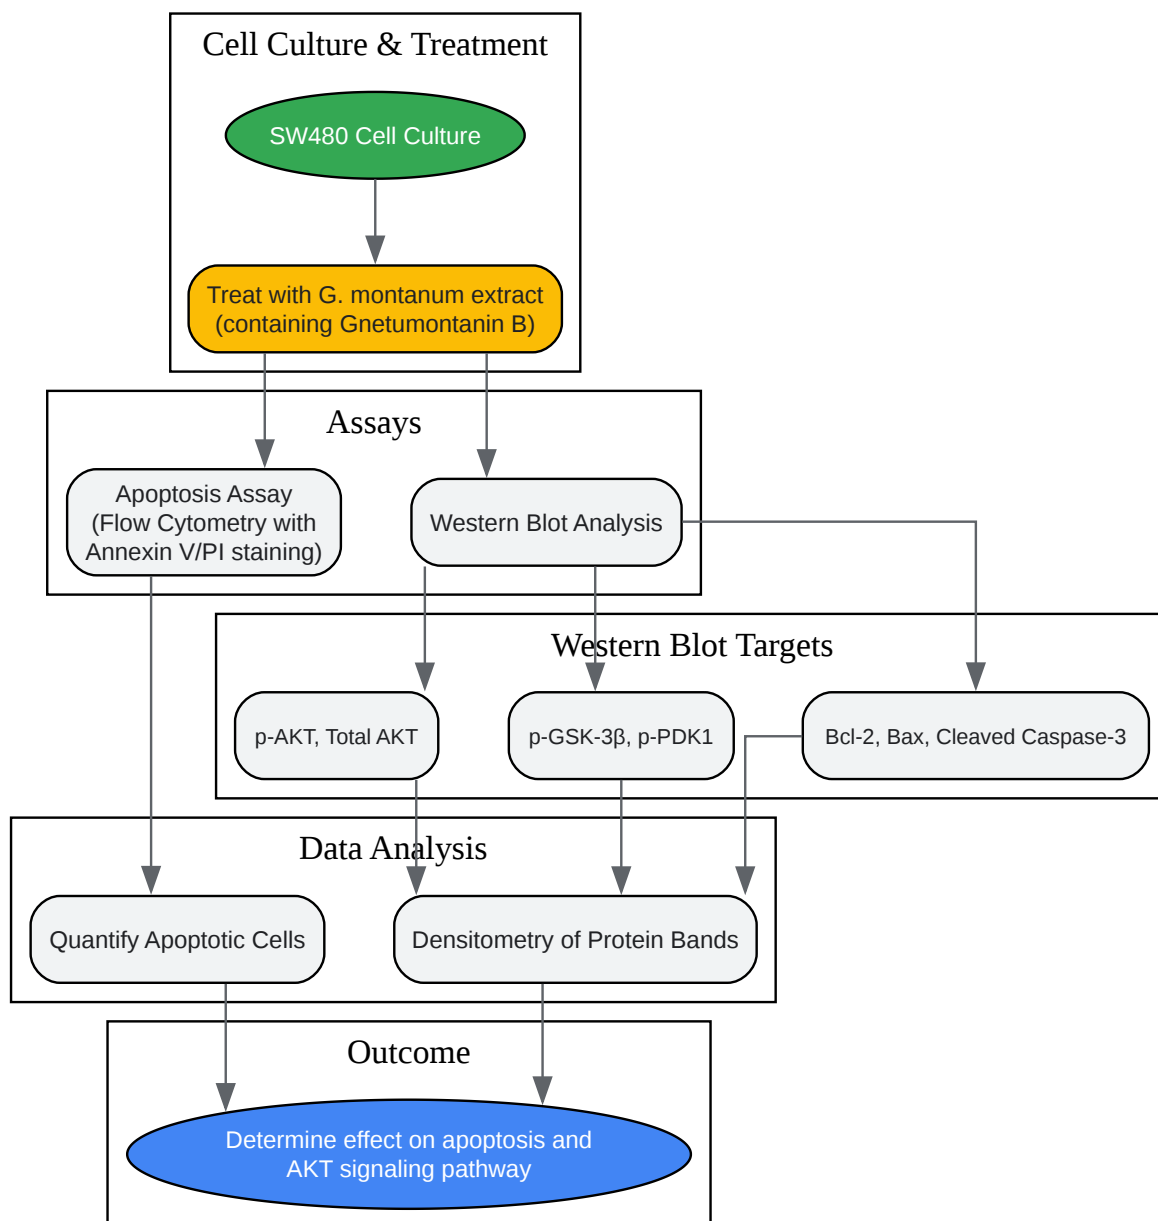 Cell Culture & Treatment
SW480 Cell Culture
Treat with G. montanum extract
(containing Gnetumontanin B)
Assays
Apoptosis Assay
(Flow Cytometry with
Annexin V/PI staining)
Western Blot Analysis
Western Blot Targets
p-AKT, Total AKT
p-GSK-3β, p-PDK1
Bcl-2, Bax, Cleaved Caspase-3
Data Analysis
Quantify Apoptotic Cells
Densitometry of Protein Bands
Outcome
Determine effect on apoptosis and
AKT signaling pathway